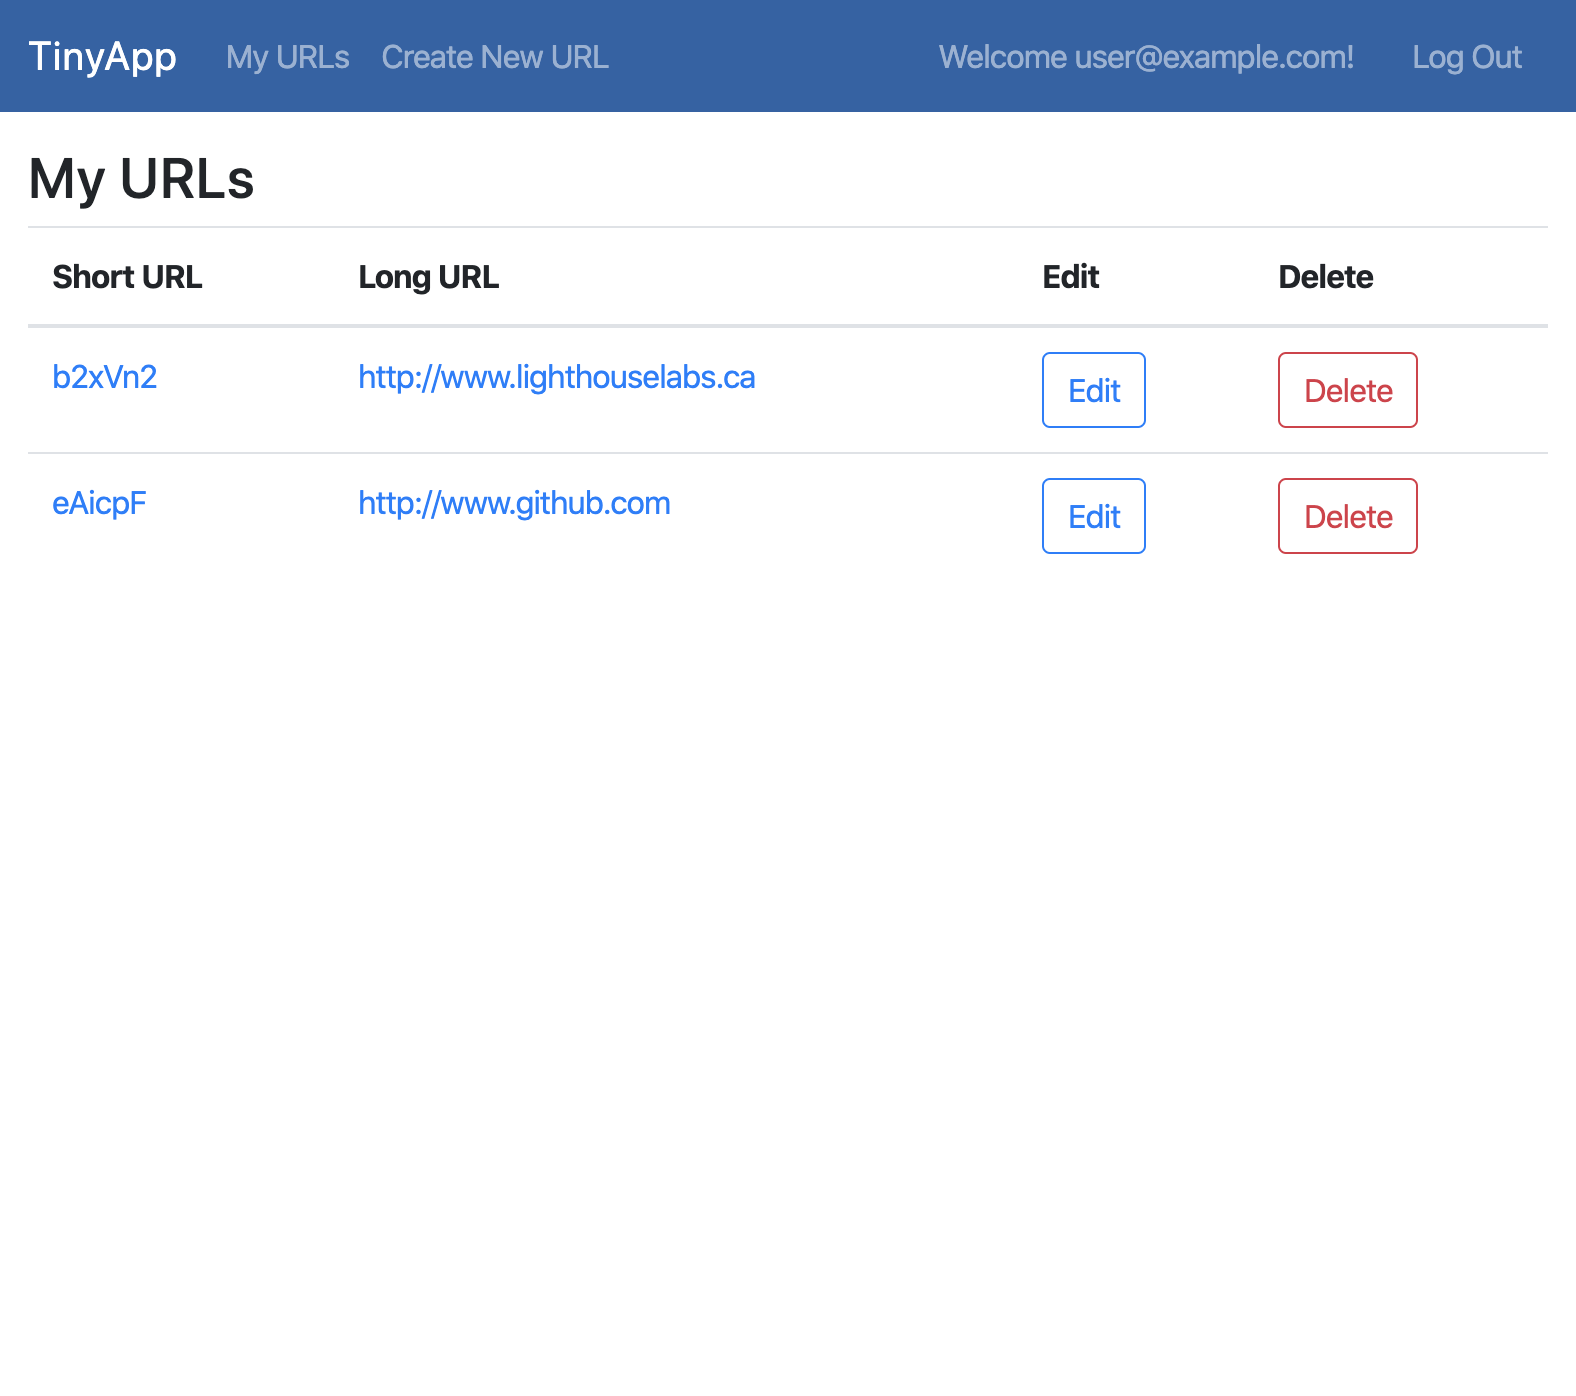 TinyApp My URLs Create New URL Welcome user@example.com! Log Out
My URLs
Short URL Long URL Edit Delete
b2xVn2 http://www.lighthouselabs.ca Edit Delete
eAicpF http://www.github.com Edit Delete